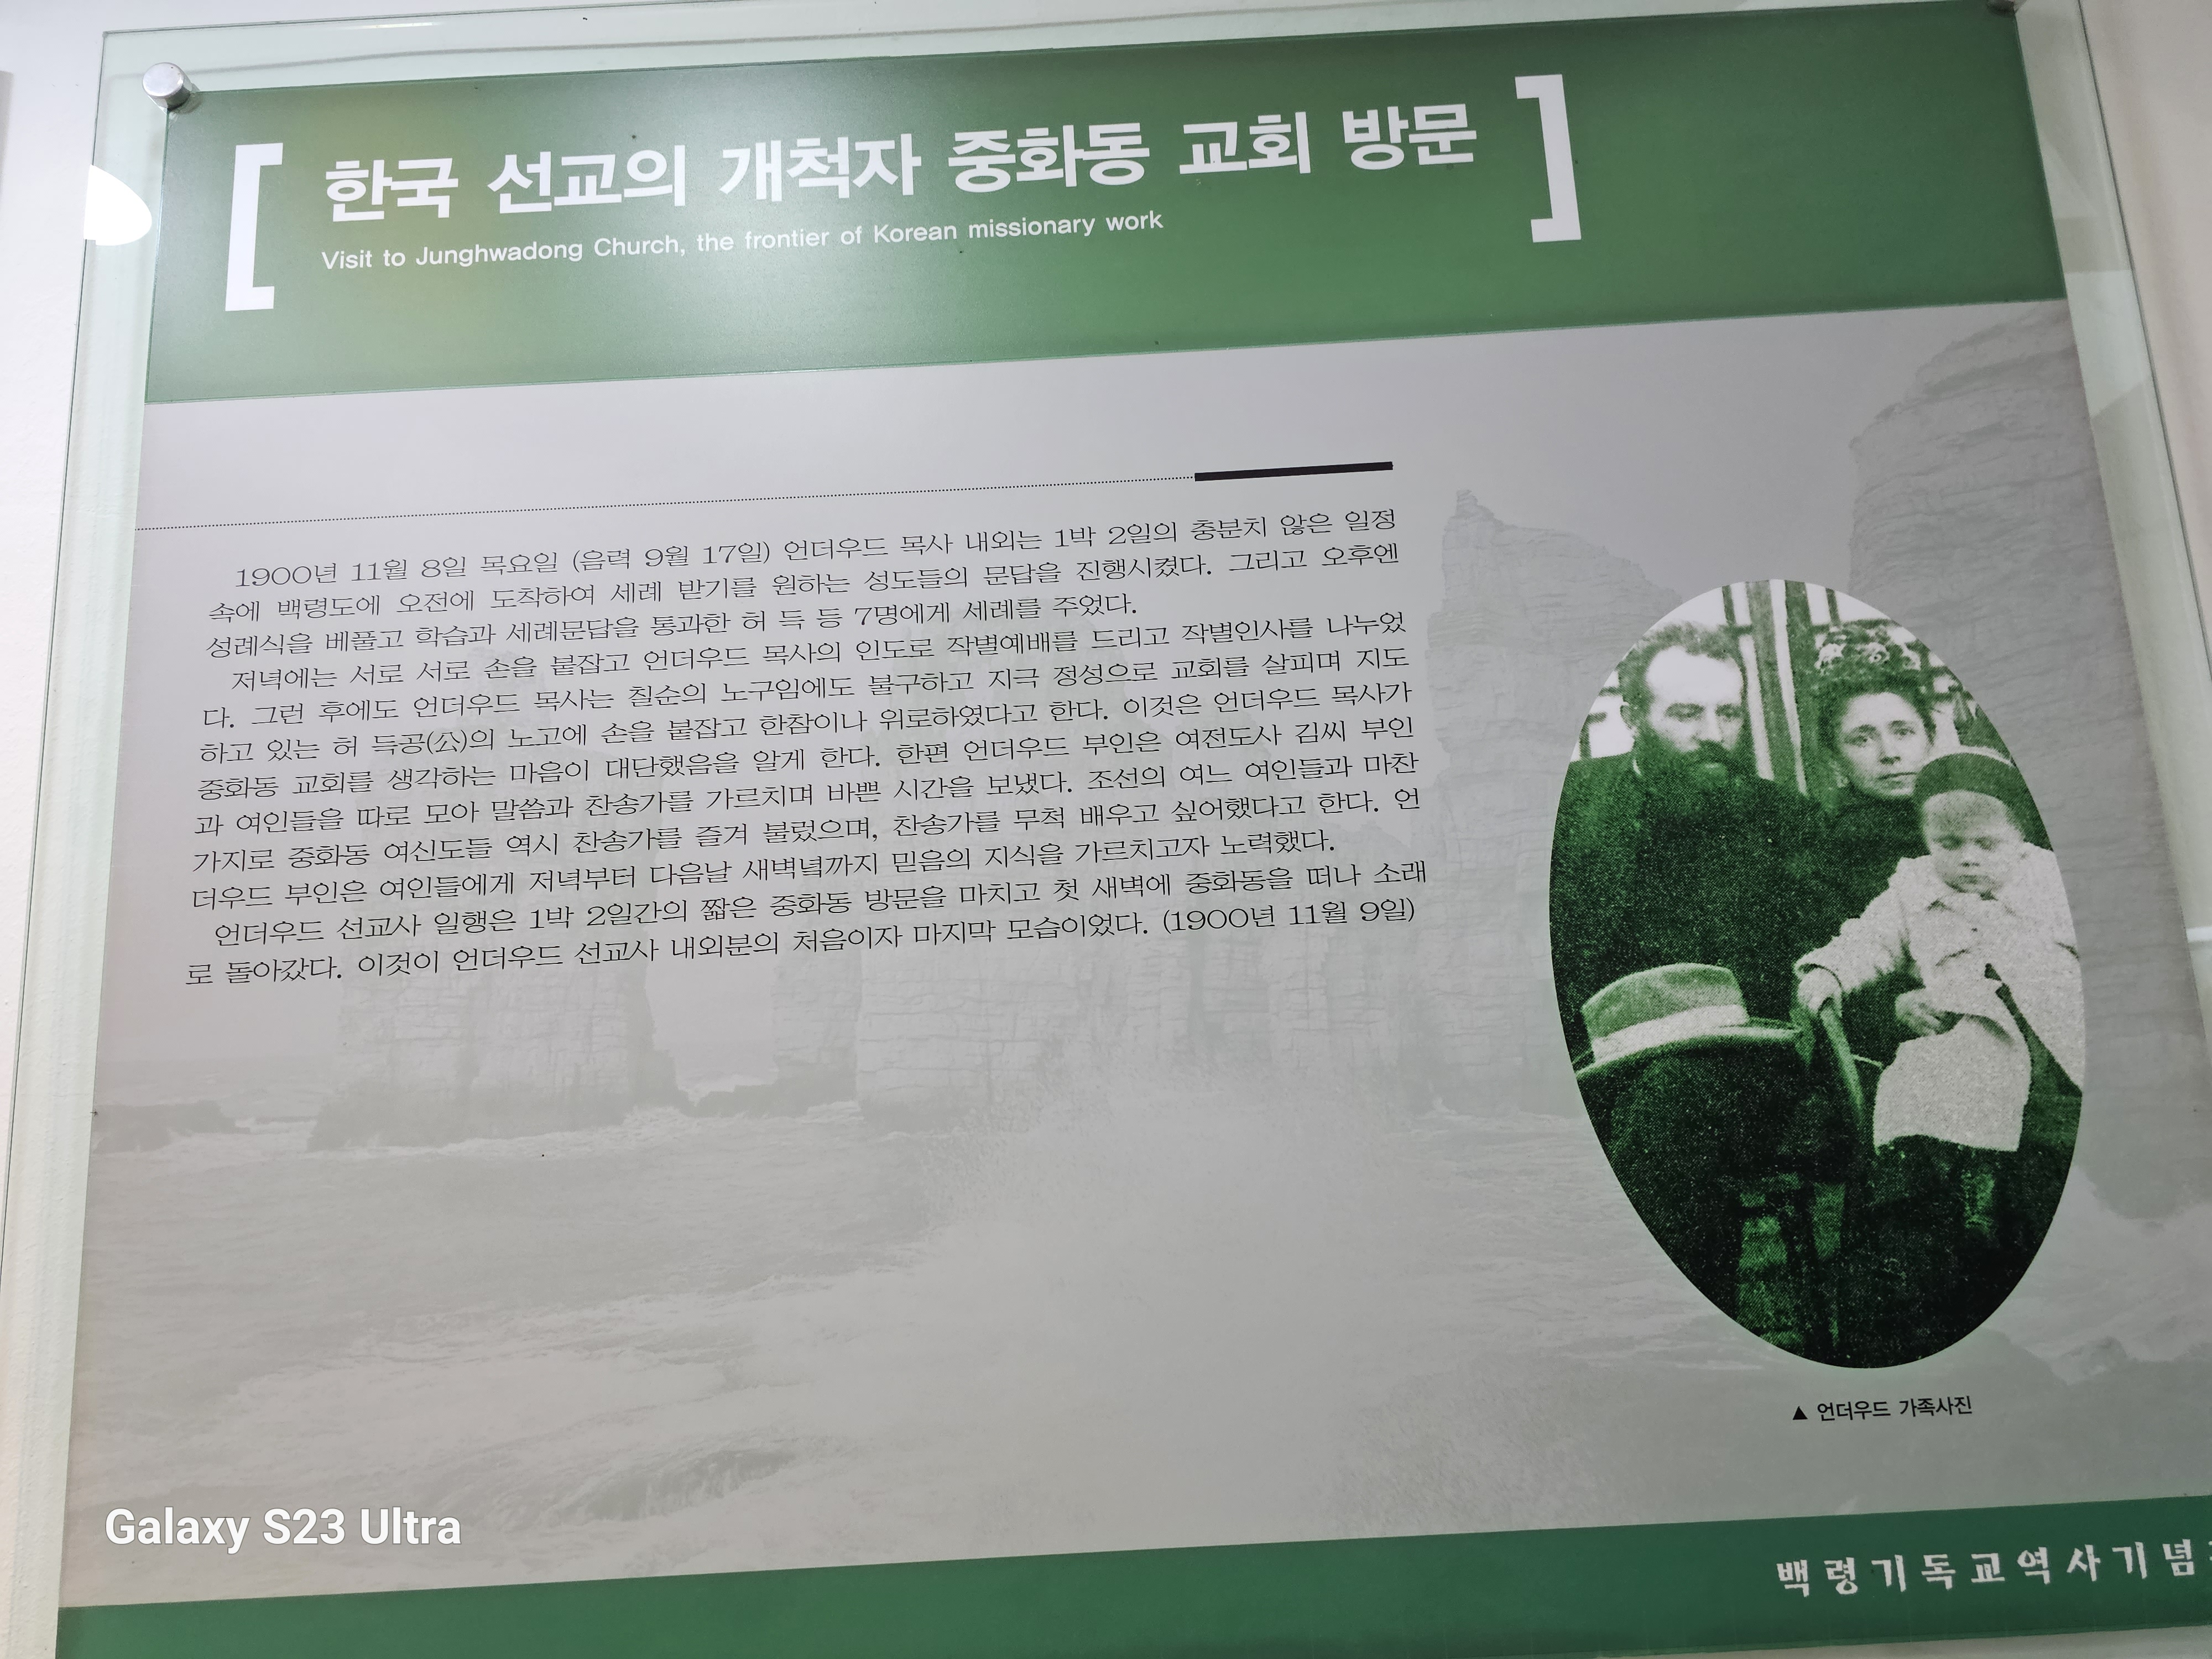 한국 선교의 개척자 중화동 교회 방문
Visit to Junghwadong Church, the frontier of Korean missionary work
1900년 11월 8일 목요일 (음력 9월 17일) 언더우드 목사 내외는 1박 2일의 충분치 않은 일정
속에 백령도에 오전에 도착하여 세례 받기를 원하는 성도들의 문답을 진행시켰다. 그리고 오후엔
성례식을 베풀고 학습과 세례문답을 통과한 허 득 등 7명에게 세례를 주었다.
저녁에는 서로 서로 손을 붙잡고 언더우드 목사의 인도로 작별예배를 드리고 작별인사를 나누었
다. 그런 후에도 언더우드 목사는 칠순의 노구임에도 불구하고 지극 정성으로 교회를 살피며 지도
하고 있는 허 득공(公)의 노고에 손을 붙잡고 한참이나 위로하였다고 한다. 이것은 언더우드 목사가
중화동 교회를 생각하는 마음이 대단했음을 알게 한다. 한편 언더우드 부인은 여전도사 김씨 부인
과 여인들을 따로 모아 말씀과 찬송가를 가르치며 바쁜 시간을 보냈다. 조선의 여느 여인들과 마찬
가지로 중화동 여신도들 역시 찬송가를 즐겨 불렀으며, 찬송가를 무척 배우고 싶어했다고 한다. 언
더우드 부인은 여인들에게 저녁부터 다음날 새벽녘까지 믿음의 지식을 가르치고자 노력했다.
언더우드 선교사 일행은 1박 2일간의 짧은 중화동 방문을 마치고 첫 새벽에 중화동을 떠나 소래
로 돌아갔다. 이것이 언더우드 선교사 내외분의 처음이자 마지막 모습이었다. (1900년 11월 9일)
▲ 언더우드 가족사진
백령기독교역사기념
Galaxy S23 Ultra